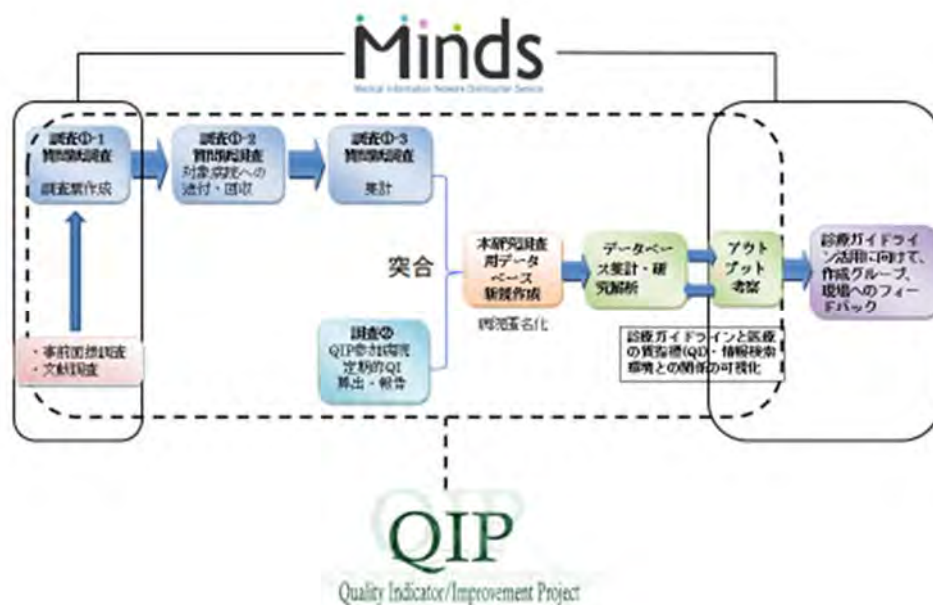 Minds
Medical Information Network Distribution Service
調査①-1
質問紙調査
調査票作成
調査①-2
質問紙調査
対象病院への
送付・回収
調査①-3
質問紙調査
集計
・事前面接調査
・文献調査
突合
調査②
QIP参加病院
定期的QI
算出・報告
本研究調査
用データ
ベース
新規作成
病院匿名化
データベー
ス集計・研
究解析
アウト
プット
考察
診療ガイドラインと医療
の質指標(QI)・情報検索
環境との関係の可視化
診療ガイドライ
ン活用に向けて、
作成グループ、
現場へのフィー
ドバック
QIP
Quality Indicator/Improvement Project